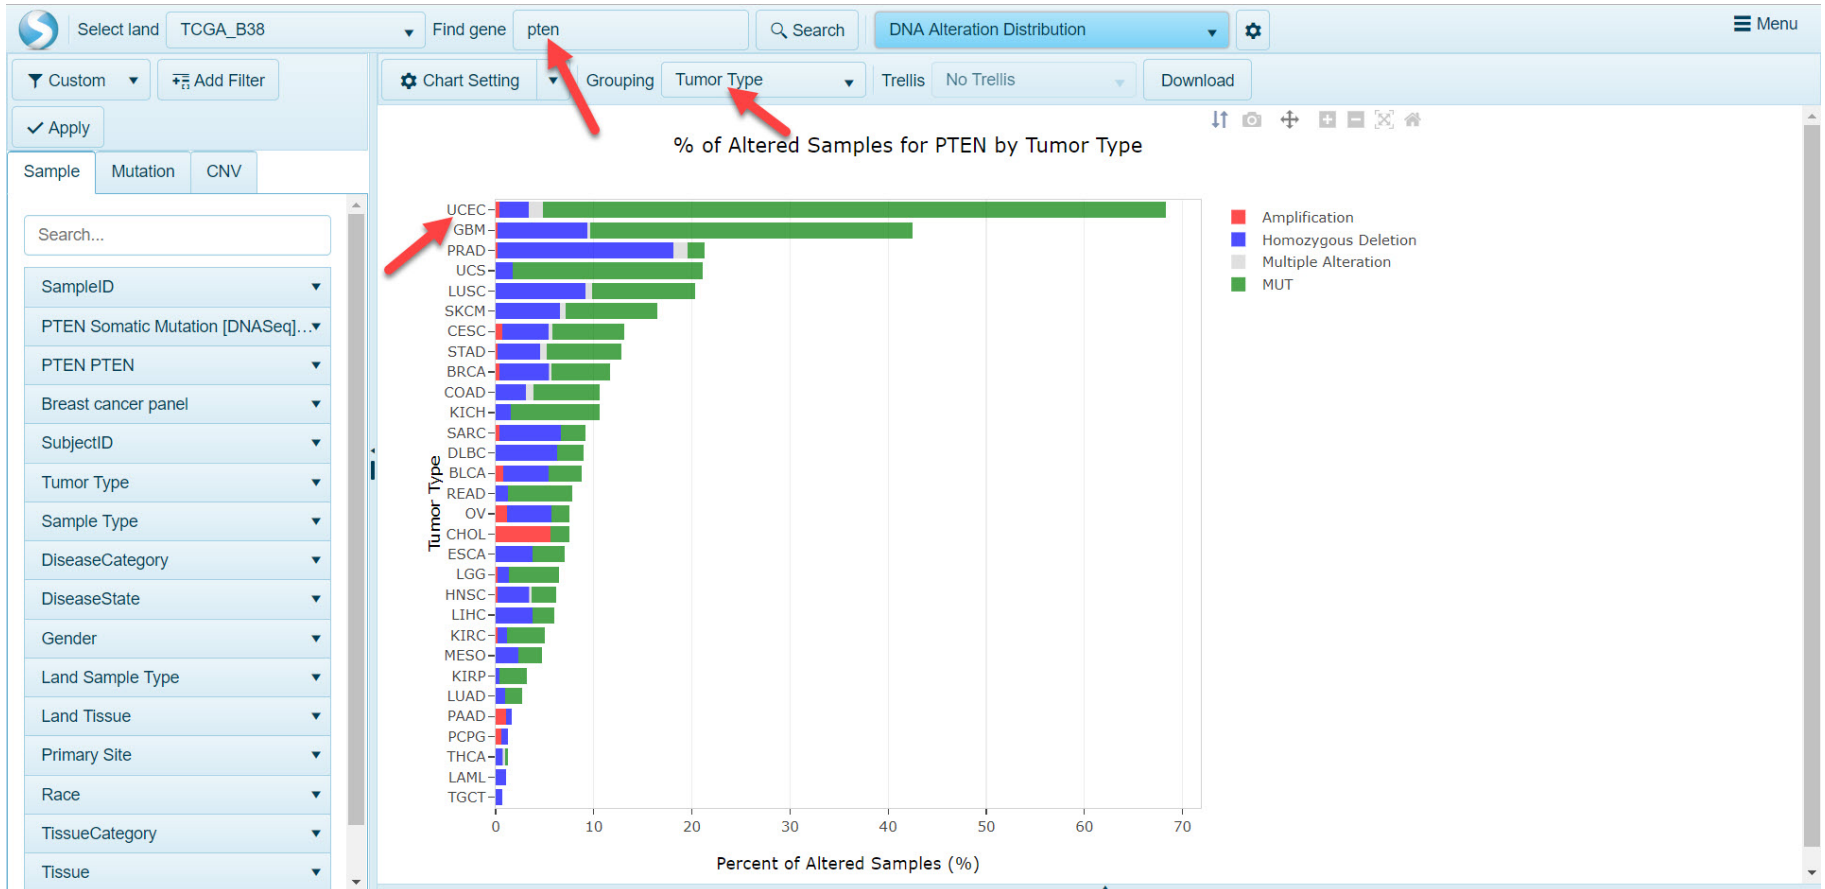 Select land TCGA_B38 Find gene pten Search DNA Alteration Distribution Menu
Custom Add Filter Chart Setting Grouping Tumor Type Trellis No Trellis Download
Apply
Sample Mutation CNV
Search...
SampleID
PTEN Somatic Mutation [DNASeq]...
PTEN PTEN
Breast cancer panel
SubjectID
Tumor Type
Sample Type
DiseaseCategory
DiseaseState
Gender
Land Sample Type
Land Tissue
Primary Site
Race
TissueCategory
Tissue
% of Altered Samples for PTEN by Tumor Type
Tumor Type
UCEC
GBM
PRAD
UCS
LUSC
SKCM
CESC
STAD
BRCA
COAD
KICH
SARC
DLBC
BLCA
READ
OV
CHOL
ESCA
LGG
HNSC
LIHC
KIRC
MESO
KIRP
LUAD
PAAD
PCPG
THCA
LAML
TGCT
0 10 20 30 40 50 60 70
Percent of Altered Samples (%)
Amplification
Homozygous Deletion
Multiple Alteration
MUT